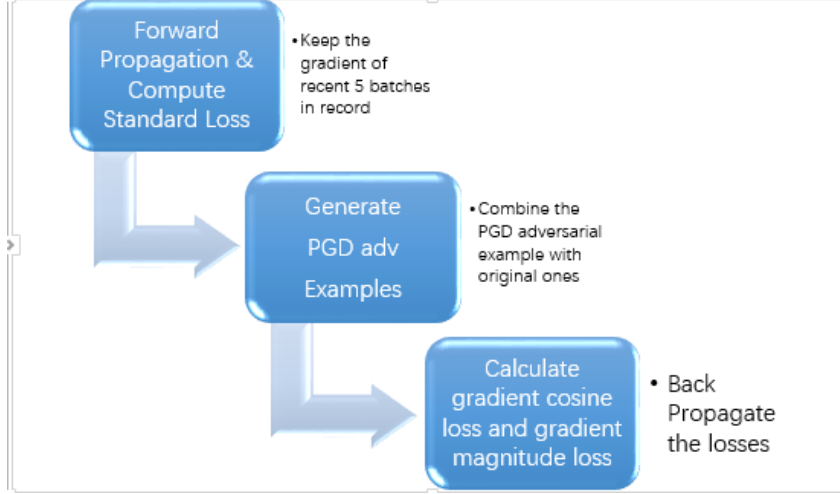 Forward
Propagation &
Compute
Standard Loss
•Keep the
gradient of
recent 5 batches
in record
Generate
PGD adv
Examples
•Combine the
PGD adversarial
example with
original ones
Calculate
gradient cosine
loss and gradient
magnitude loss
• Back
Propagate
the losses